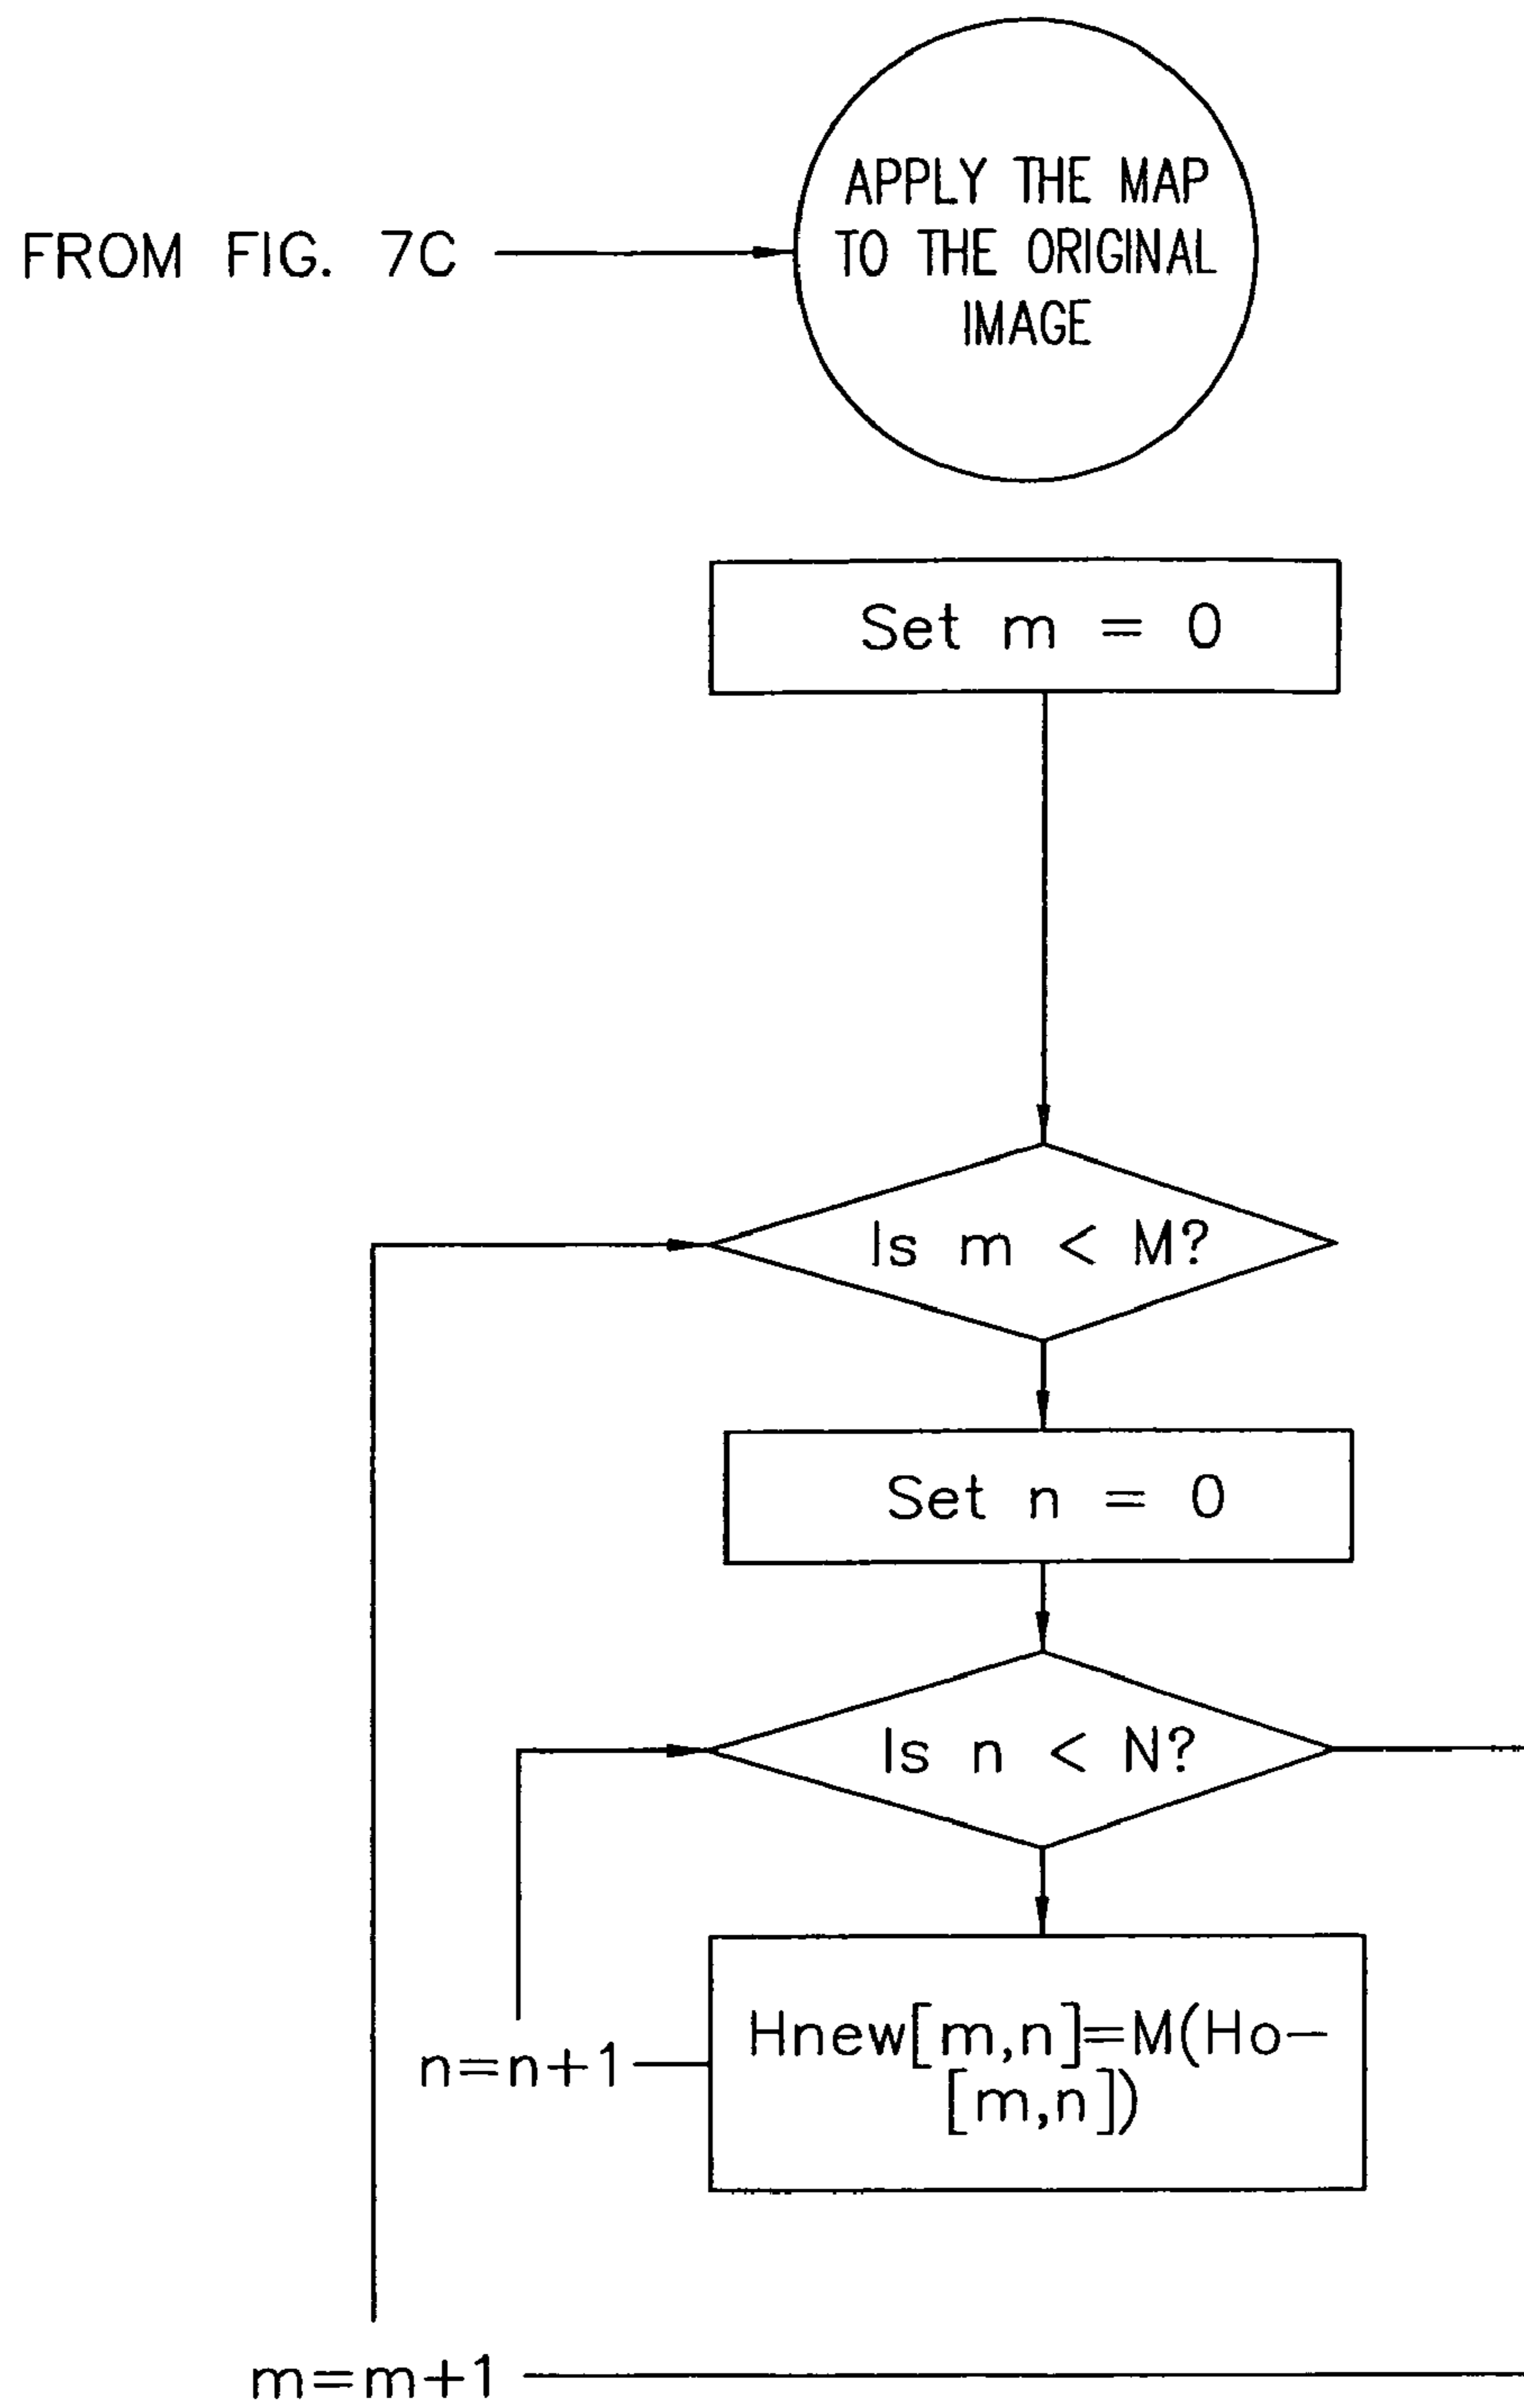 FROM FIG. 7C
APPLY THE MAP
TO THE ORIGINAL
IMAGE
Set m = 0
Is m < M?
Set n = 0
Is n < N?
Hnew[m,n]=M(Ho-
[m,n])
n=n+1
m=m+1